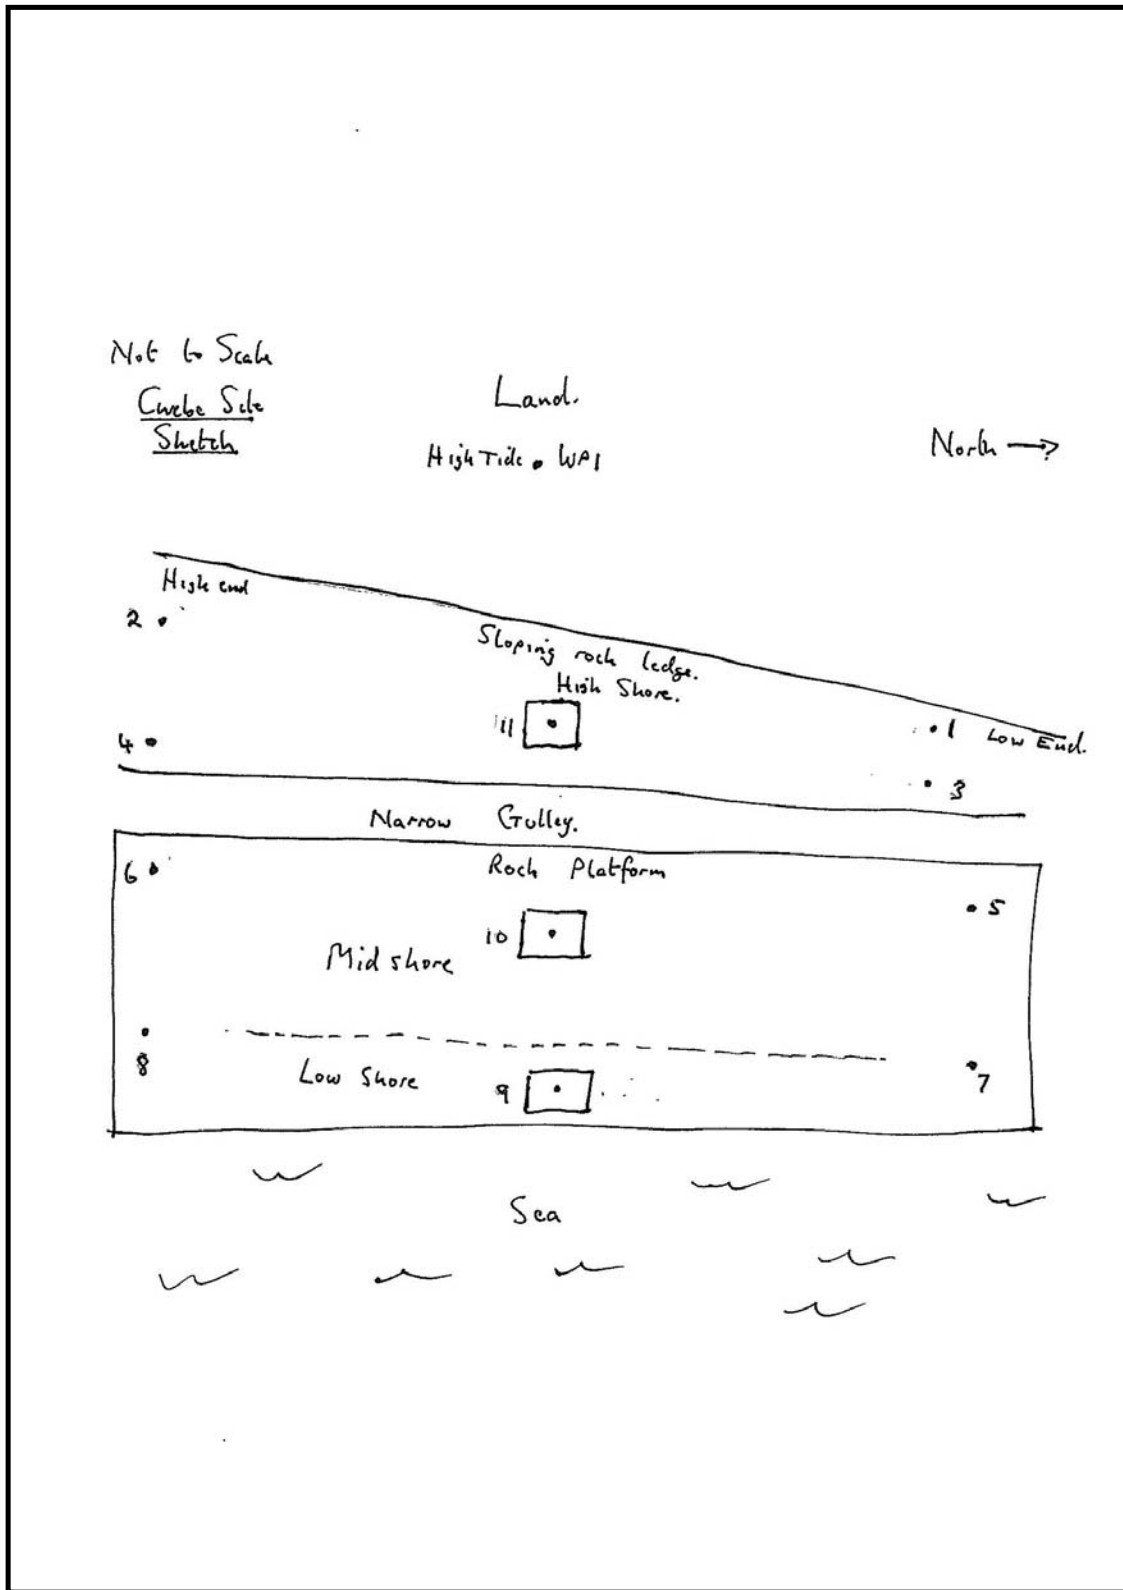 Not to Scale
Cwebe Site
Sketch
Land.
High Tide • WP1
North →
High end
2
Sloping rock ledge.
High Shore.
11
1
Low End.
4
3
Narrow Gulley.
6
Rock Platform
5
10
Mid shore
8
Low Shore
9
7
Sea